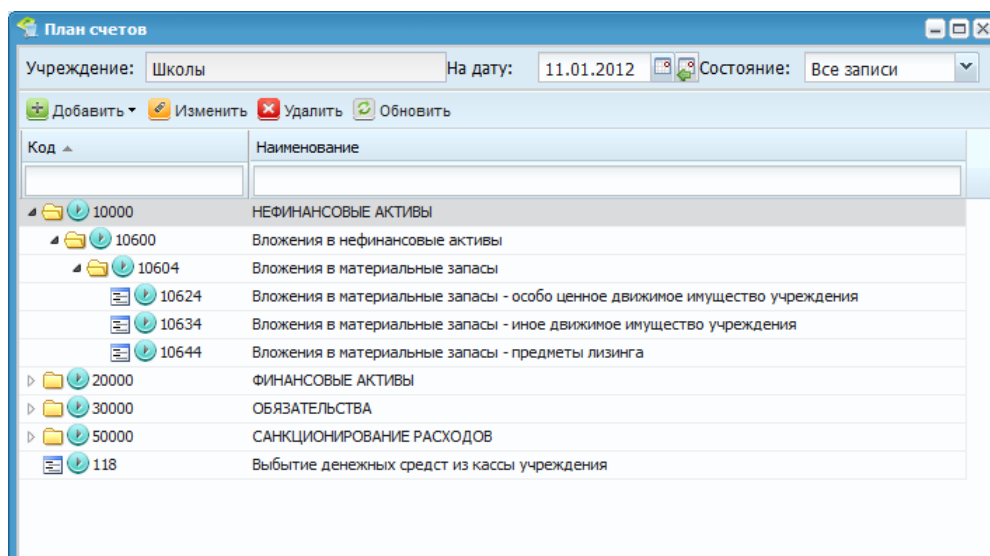 План счетов
Учреждение: Школы На дату: 11.01.2012 Состояние: Все записи
Добавить Изменить Удалить Обновить
Код Наименование
10000 НЕФИНАНСОВЫЕ АКТИВЫ
10600 Вложения в нефинансовые активы
10604 Вложения в материальные запасы
10624 Вложения в материальные запасы - особо ценное движимое имущество учреждения
10634 Вложения в материальные запасы - иное движимое имущество учреждения
10644 Вложения в материальные запасы - предметы лизинга
20000 ФИНАНСОВЫЕ АКТИВЫ
30000 ОБЯЗАТЕЛЬСТВА
50000 САНКЦИОНИРОВАНИЕ РАСХОДОВ
118 Выбытие денежных средст из кассы учреждения